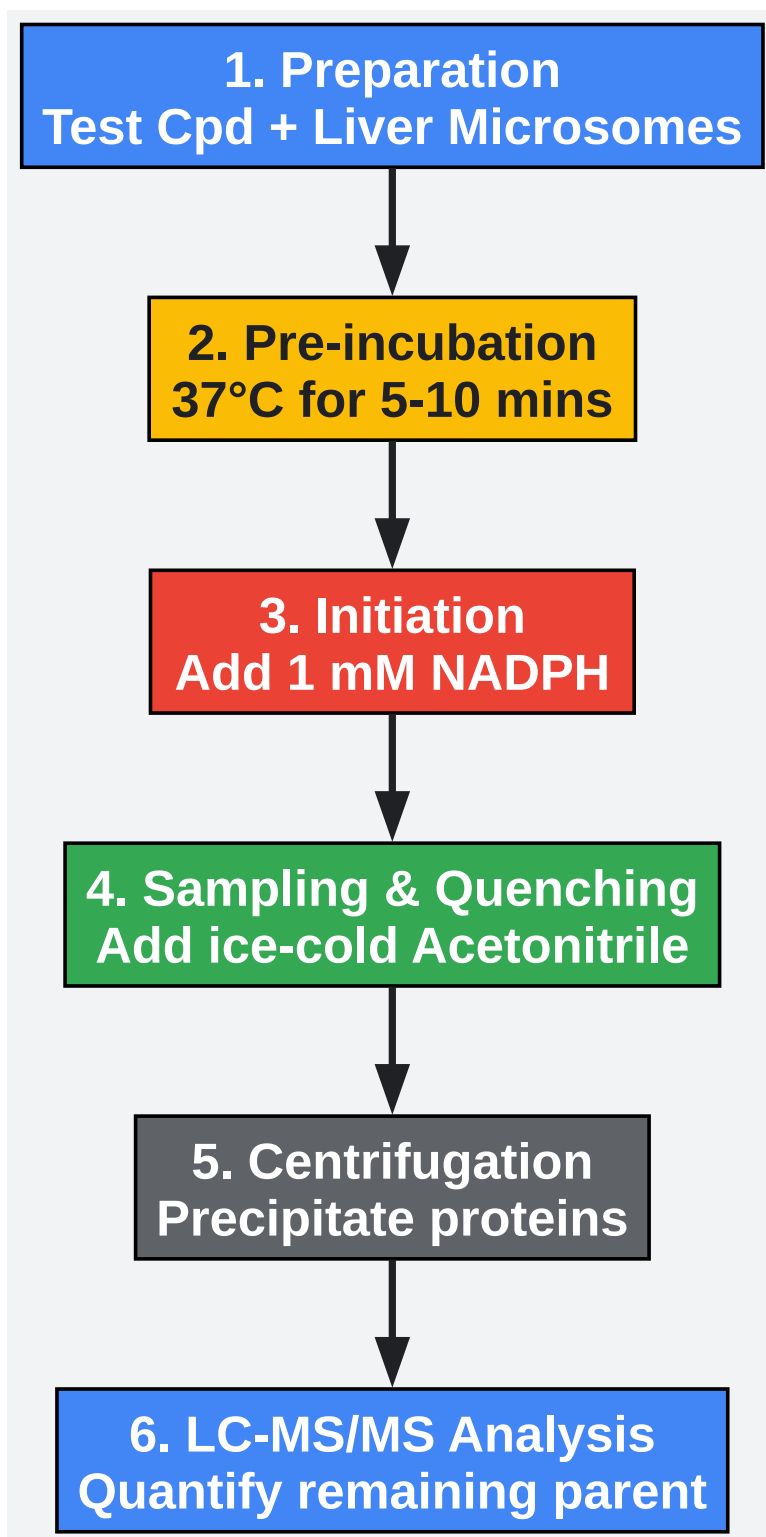 1. Preparation
Test Cpd + Liver Microsomes
2. Pre-incubation
37°C for 5-10 mins
3. Initiation
Add 1 mM NADPH
4. Sampling & Quenching
Add ice-cold Acetonitrile
5. Centrifugation
Precipitate proteins
6. LC-MS/MS Analysis
Quantify remaining parent